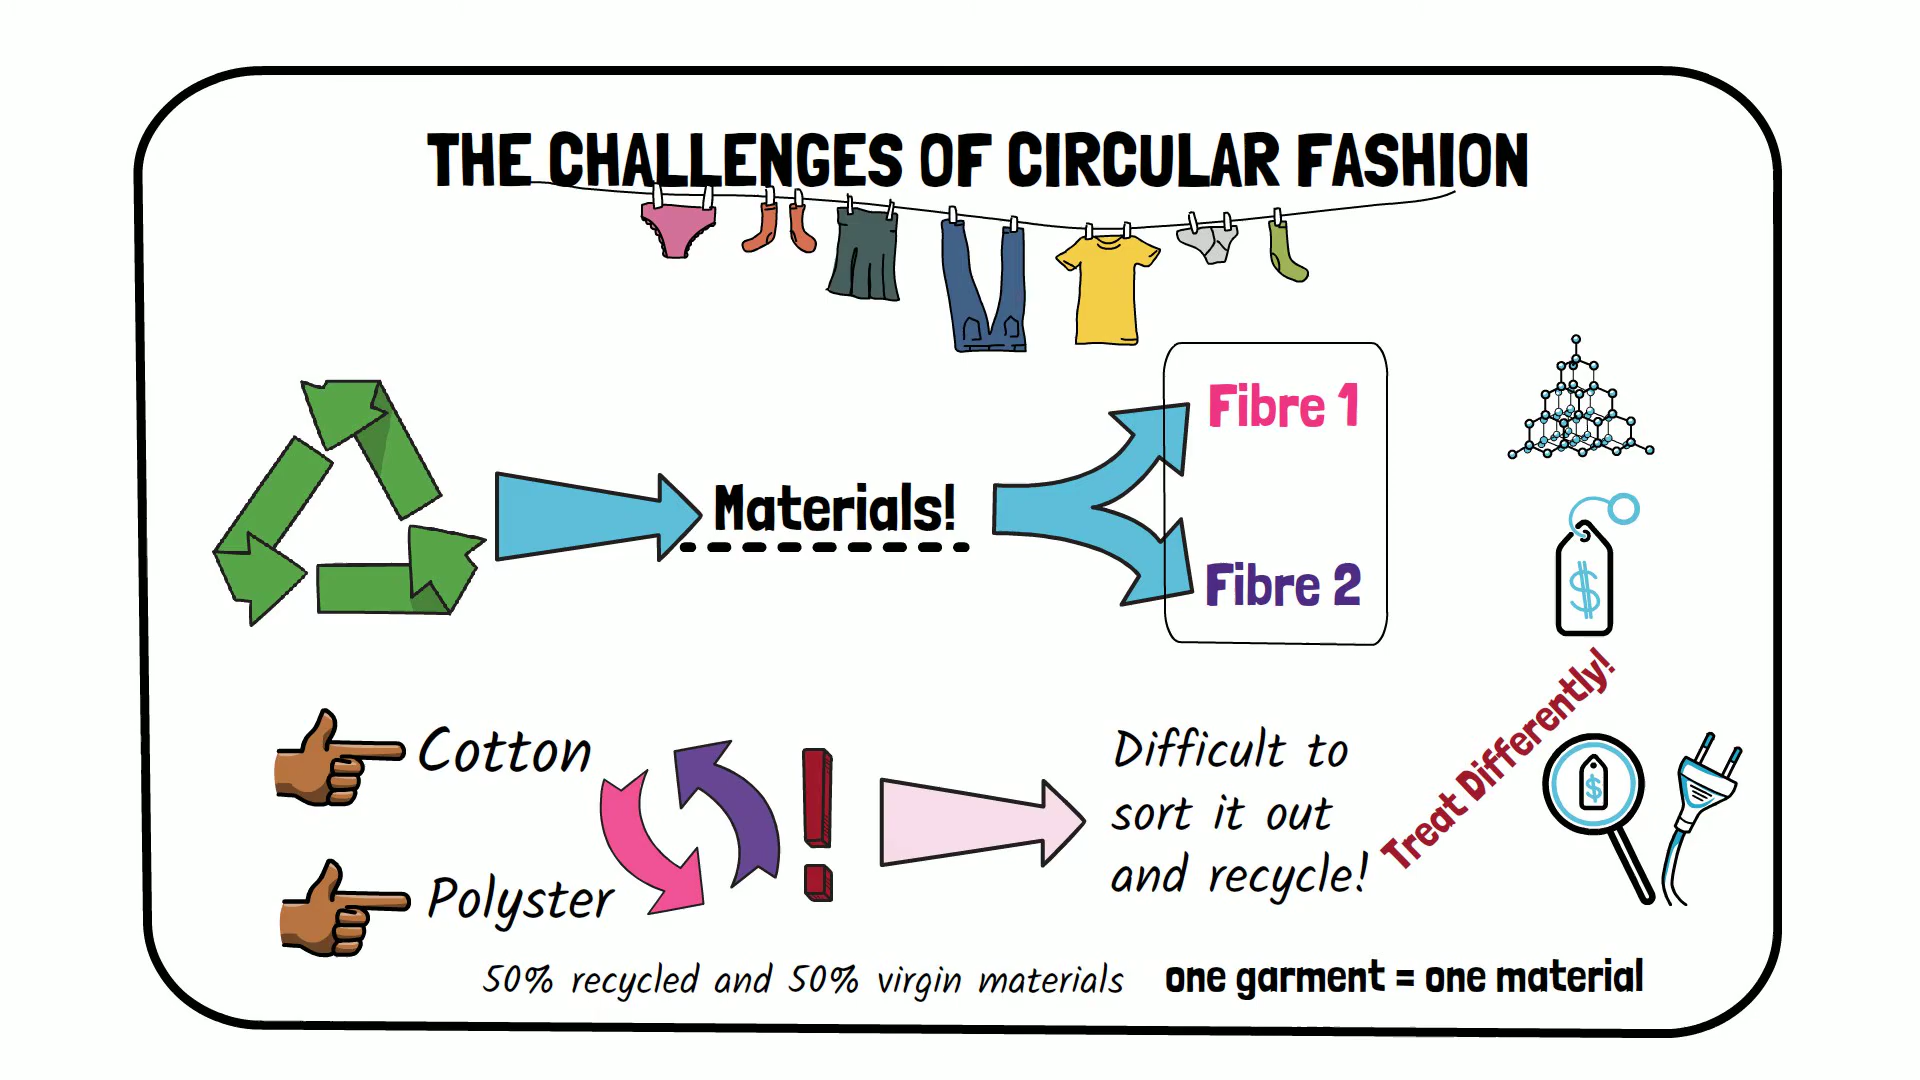 THE CHALLENGES OF CIRCULAR FASHION
Materials!
Fibre 1
Fibre 2
$
Treat Differently!
Cotton
Polyster
Difficult to
sort it out
and recycle!
$
50% recycled and 50% virgin materials
one garment = one material